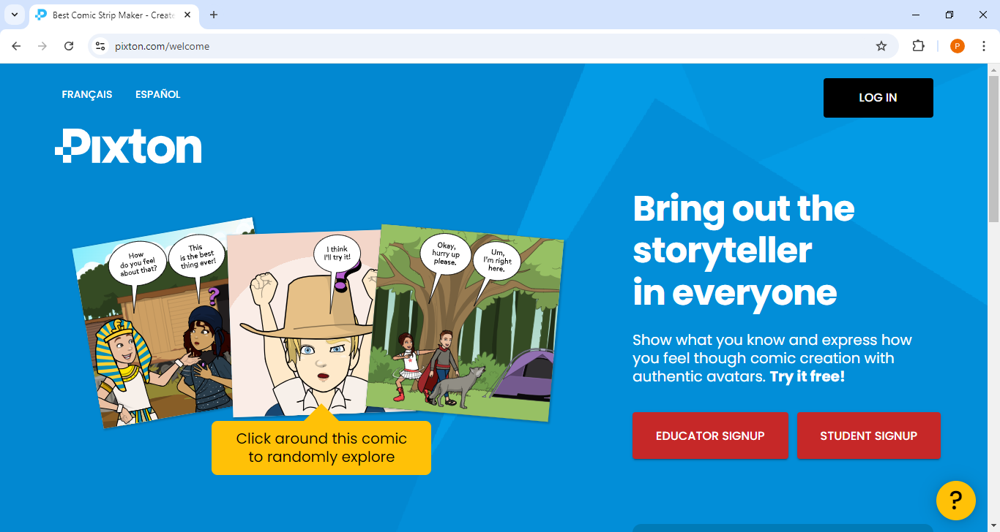 Best Comic Strip Maker - Create
pixton.com/welcome
P
FRANÇAIS
ESPAÑOL
LOG IN
Pixton
How
do you feel
about that?
This
is the best
thing ever!
?
I think
I'll try it!
?
Okay,
hurry up
please.
Um,
I'm right
here.
Click around this comic
to randomly explore
Bring out the
storyteller
in everyone
Show what you know and express how
you feel though comic creation with
authentic avatars. Try it free!
EDUCATOR SIGNUP
STUDENT SIGNUP
?